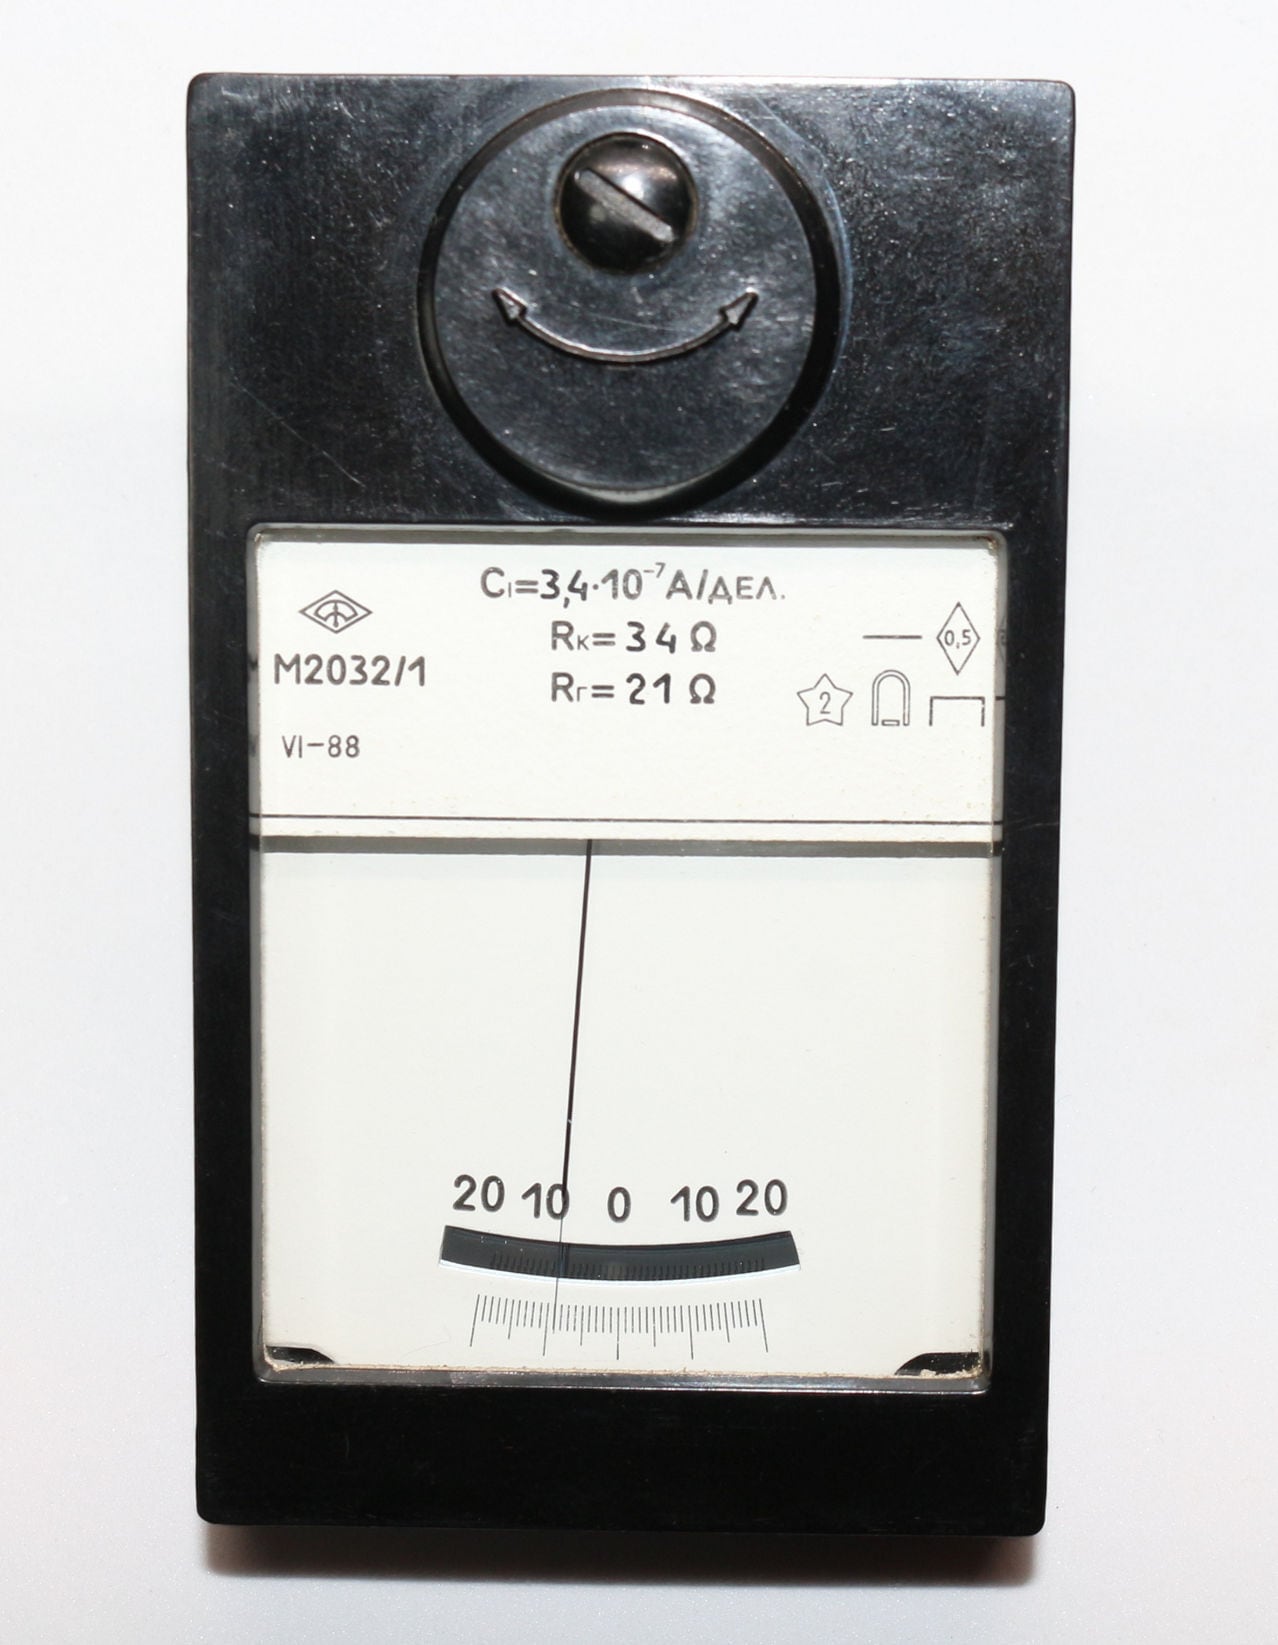 Cı=3,4·10⁻⁷A/ДЕЛ.
Rк=34 Ω
Rг=21 Ω
М2032/1
VI-88
0,5
2
20 10 0 10 20